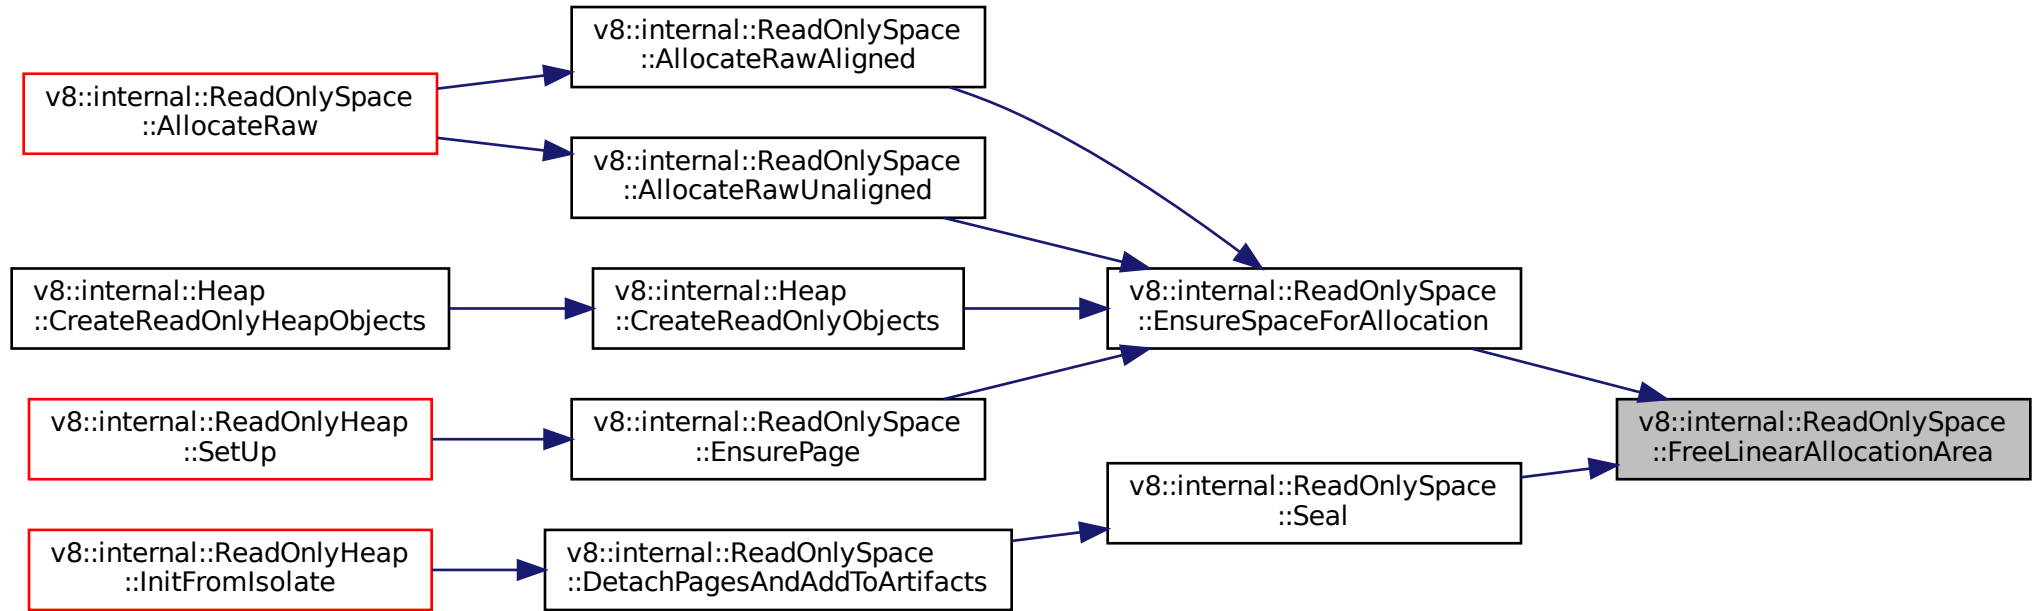 v8::internal::ReadOnlySpace
::AllocateRawAligned
v8::internal::ReadOnlySpace
::AllocateRaw
v8::internal::ReadOnlySpace
::AllocateRawUnaligned
v8::internal::Heap
::CreateReadOnlyHeapObjects
v8::internal::Heap
::CreateReadOnlyObjects
v8::internal::ReadOnlySpace
::EnsureSpaceForAllocation
v8::internal::ReadOnlyHeap
::SetUp
v8::internal::ReadOnlySpace
::EnsurePage
v8::internal::ReadOnlySpace
::FreeLinearAllocationArea
v8::internal::ReadOnlySpace
::Seal
v8::internal::ReadOnlyHeap
::InitFromIsolate
v8::internal::ReadOnlySpace
::DetachPagesAndAddToArtifacts